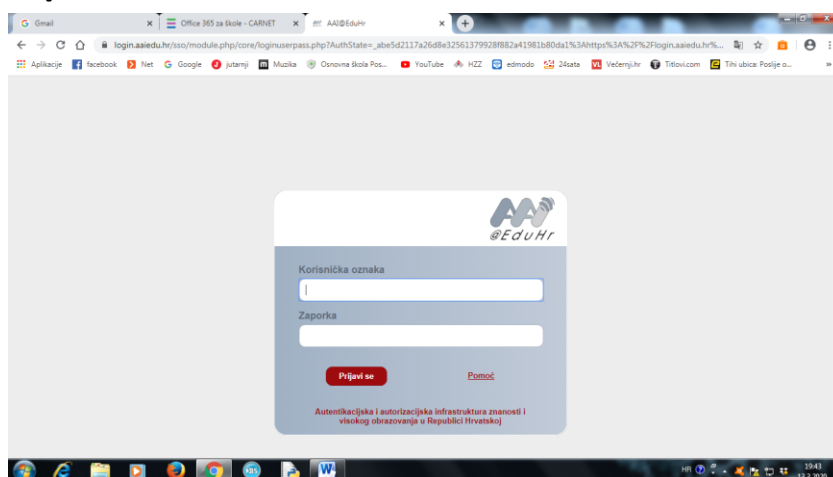 Gmail
Office 365 za škole - CARNET
AAI@EduHr
login.aaiedu.hr/sso/module.php/core/loginuserpass.php?AuthState=_abe5d2117a26d8e32561379928f882a41981b80da1%3Ahttps%3A%2F%2Flogin.aaiedu.hr%...
Aplikacije facebook Net Google jutarnji Muzika Osnovna škola Pos... YouTube HZZ edmodo 24sata Večernji.hr Titlovi.com Tihi ubica: Poslije o... »
AAI
@EduHr
Korisnička oznaka
Zaporka
Prijavi se
Pomoć
Autentikacijska i autorizacijska infrastruktura znanosti i
visokog obrazovanja u Republici Hrvatskoj
HR
19:43